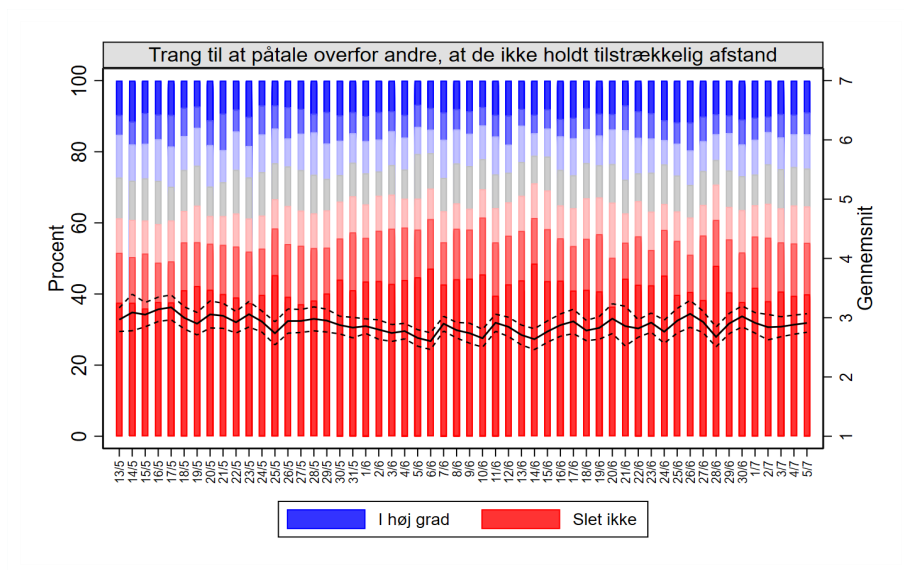 Trang til at påtale overfor andre, at de ikke holdt tilstrækkelig afstand
Procent
100
80
60
40
20
0
7
6
5
4
3
2
1
Gennemsnit
13/5 14/5 15/5 16/5 17/5 18/5 19/5 20/5 21/5 22/5 23/5 24/5 25/5 26/5 27/5 28/5 29/5 30/5 31/5 1/6 2/6 3/6 4/6 5/6 6/6 7/6 8/6 9/6 10/6 11/6 12/6 13/6 14/6 15/6 16/6 17/6 18/6 19/6 20/6 21/6 22/6 23/6 24/6 25/6 26/6 27/6 28/6 29/6 30/6 1/7 2/7 3/7 4/7 5/7
I høj grad
Slet ikke